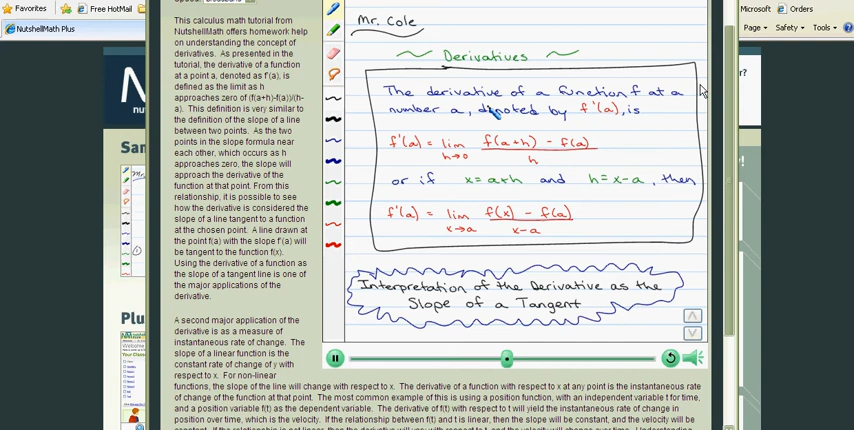 Favorites
Free HotMail
Microsoft
Orders
NutshellMath Plus
Page
Safety
Tools
Mr. Cole
Derivatives
The derivative of a function f at a
number a, denoted by f'(a), is
f'(a) = lim h→0 f(a+h) - f(a) / h
or if x = a+h and h = x-a, then
f'(a) = lim x→a f(x) - f(a) / x-a
Interpretation of the Derivative as the
Slope of a Tangent
This calculus math tutorial from
NutshellMath offers homework help
on understanding the concept of
derivatives. As presented in the
tutorial, the derivative of a function
at a point a, denoted as f'(a), is
defined as the limit as h
approaches zero of (f(a+h)-f(a))/(h-
a). This definition is very similar to
the definition of the slope of a line
between two points. As the two
points in the slope formula near
each other, which occurs as h
approaches zero, the slope will
approach the derivative of the
function at that point. From this
relationship, it is possible to see
how the derivative is considered the
slope of a line tangent to a function
at the chosen point. A line drawn at
the point f(a) with the slope f'(a) will
be tangent to the function f(x).
Using the derivative of a function as
the slope of a tangent line is one of
the major applications of the
derivative.
A second major application of the
derivative is as a measure of
instantaneous rate of change. The
slope of a linear function is the
constant rate of change of y with
respect to x. For non-linear
functions, the slope of the line will change with respect to x. The derivative of a function with respect to x at any point is the instantaneous rate
of change of the function at that point. The most common example of this is using a position function, with an independent variable t for time,
and a position variable f(t) as the dependent variable. The derivative of f(t) with respect to t will yield the instantaneous rate of change in
position over time, which is the velocity. If the relationship between f(t) and t is linear, then the slope will be constant, and the velocity will be
San
Plu
er?